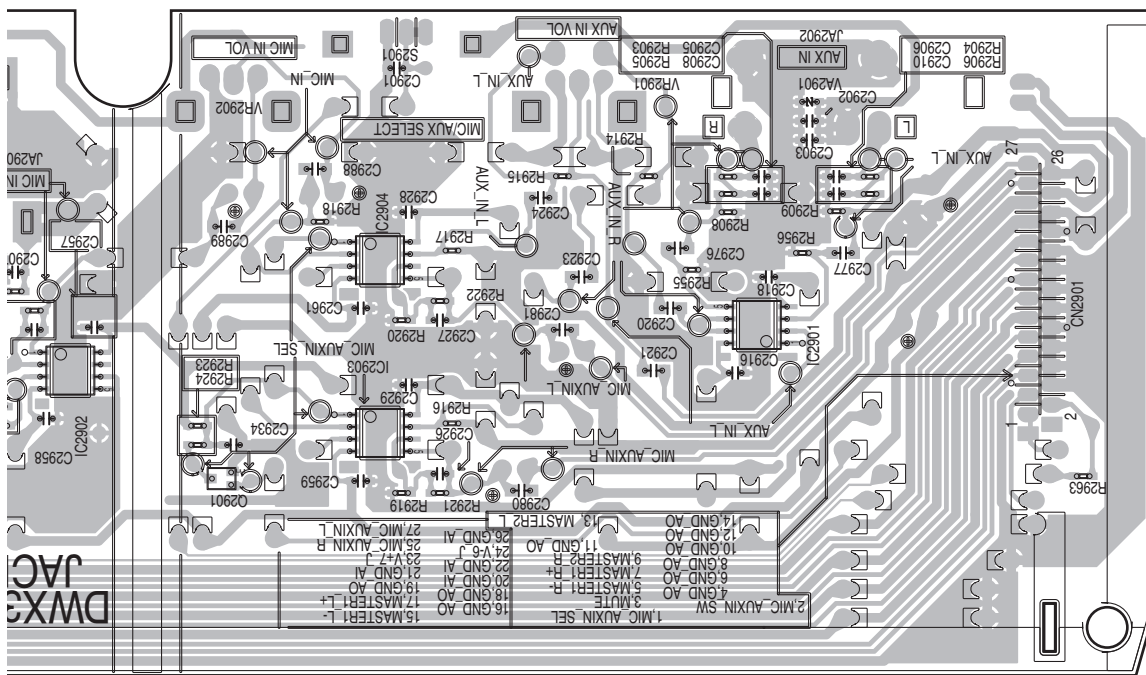 MIC IN VOL
S2901
C2901
AUX IN VOL
R2903 C2905
R2905 C2908
JA2902
AUX IN
C2906 R2904
C2910 R2906
VR2902
MIC_IN
AUX_IN_L
VR2901
VA2901
C2902
MIC/AUX SELECT
R
L
R2914
C2903
AUX_IN_L
27
26
MIC IN
C2988
R2915
AUX_IN_L
C2928
IC2904
R2918
C2924
AUX_IN_R
R2909
R2908
C2957
C2989
R2917
C2923
C2976
R2956
C2977
R2955
C2918
C2961
R2922
C2981
C2920
CN2901
R2920
C2927
IC2901
MIC_AUXIN_SEL
C2921
C2916
R2923
R2924
IC2903
C2929
MIC_AUXIN_L
R2916
AUX_IN_L
C2934
C2926
1
2
IC2902
C2958
MIC_AUXIN_R
C2959
Q2901
R2919
R2921
C2980
R2963
1,MIC_AUXIN_SEL
2,MIC_AUXIN SW
3,MUTE
4,GND_AO
5,MASTER1_R-
6,GND_AO
7,MASTER1_R+
8,GND_AO
9,MASTER2_R
10,GND_AO
11,GND_AO
12,GND_AO
13, MASTER2_L
14,GND_AO
15,MASTER1_L-
16,GND_AO
17,MASTER1_L+
18,GND_AO
19,GND_AO
20,GND_AI
21,GND_AI
22,GND_AI
23,V+7_J
24,V-6_J
25,MIC_AUXIN_R
26,GND_AI
27,MIC_AUXIN_L
DWX3
JAC